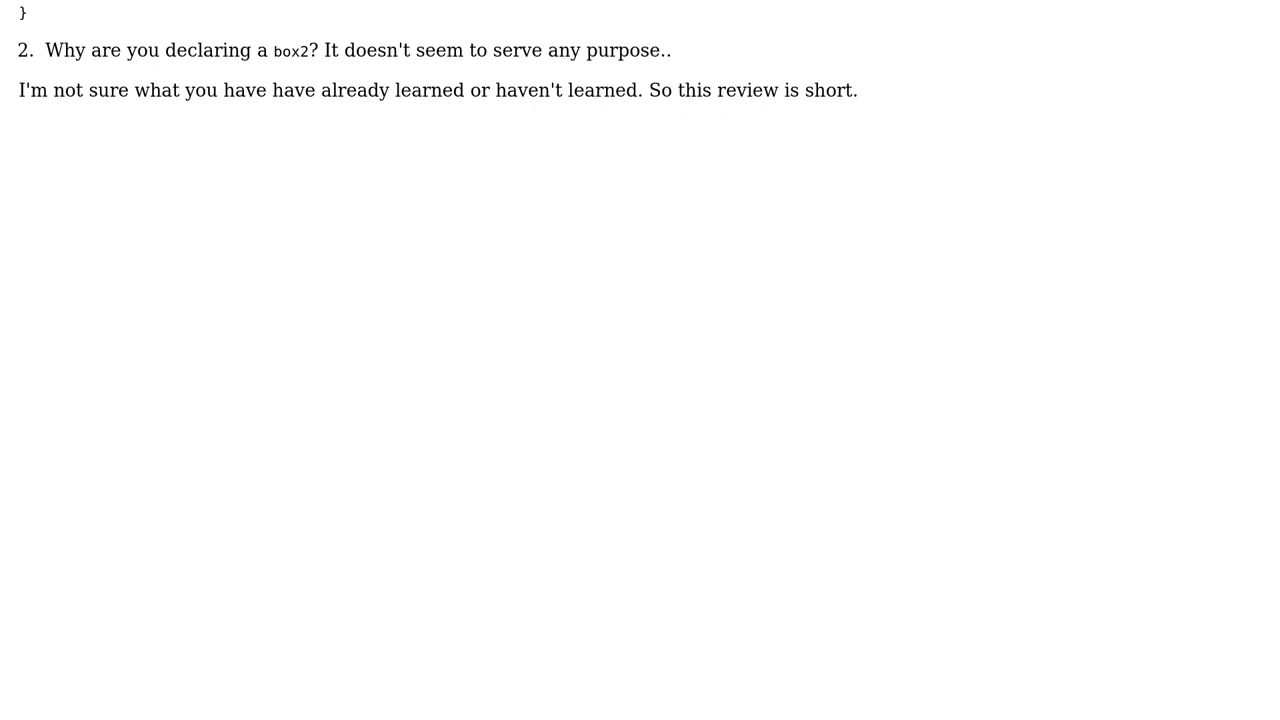 }
2. Why are you declaring a box2? It doesn't seem to serve any purpose..
I'm not sure what you have have already learned or haven't learned. So this review is short.